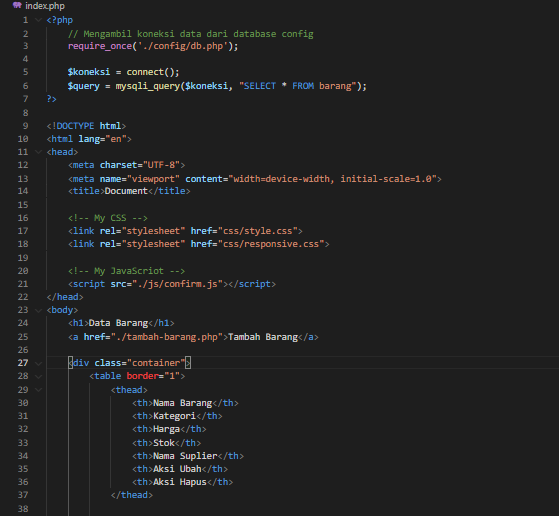 index.php
1 <?php
2 // Mengambil koneksi data dari database config
3 require_once('./config/db.php');
4
5 $koneksi = connect();
6 $query = mysqli_query($koneksi, "SELECT * FROM barang");
7 ?>
8
9 <!DOCTYPE html>
10 <html lang="en">
11 <head>
12 <meta charset="UTF-8">
13 <meta name="viewport" content="width=device-width, initial-scale=1.0">
14 <title>Document</title>
15
16 <!-- My CSS -->
17 <link rel="stylesheet" href="css/style.css">
18 <link rel="stylesheet" href="css/responsive.css">
19
20 <!-- My JavaScriot -->
21 <script src="./js/confirm.js"></script>
22 </head>
23 <body>
24 <h1>Data Barang</h1>
25 <a href="./tambah-barang.php">Tambah Barang</a>
26
27 <div class="container">
28 <table border="1">
29 <thead>
30 <th>Nama Barang</th>
31 <th>Kategori</th>
32 <th>Harga</th>
33 <th>Stok</th>
34 <th>Nama Suplier</th>
35 <th>Aksi Ubah</th>
36 <th>Aksi Hapus</th>
37 </thead>
38